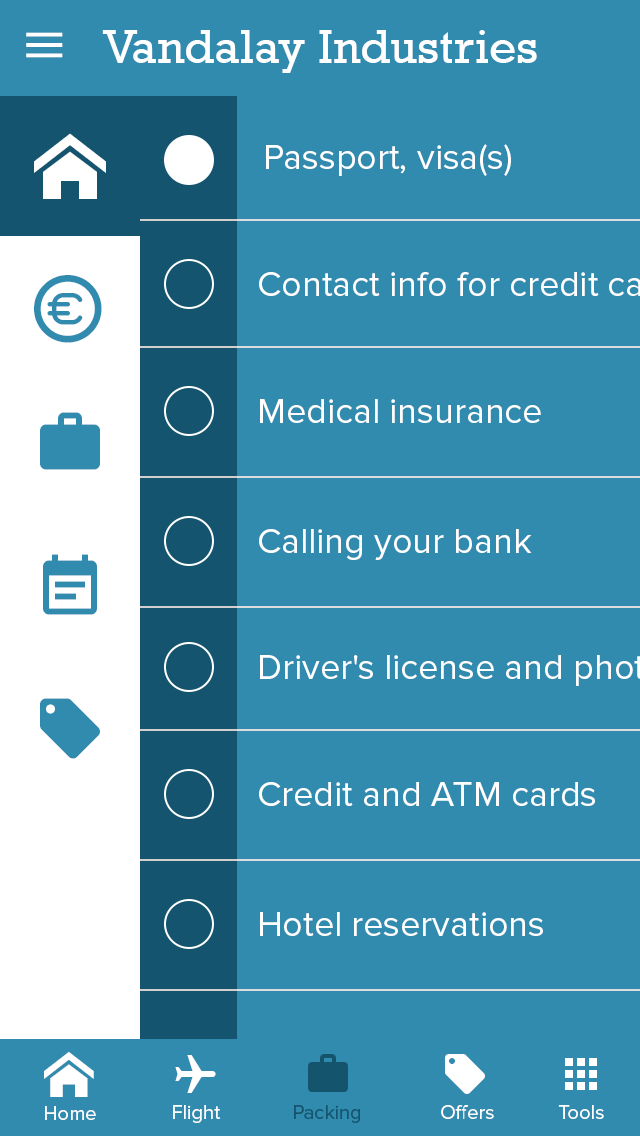 Vandalay Industries
Passport, visa(s)
Contact info for credit ca
Medical insurance
Calling your bank
Driver's license and phot
Credit and ATM cards
Hotel reservations
Home
Flight
Packing
Offers
Tools